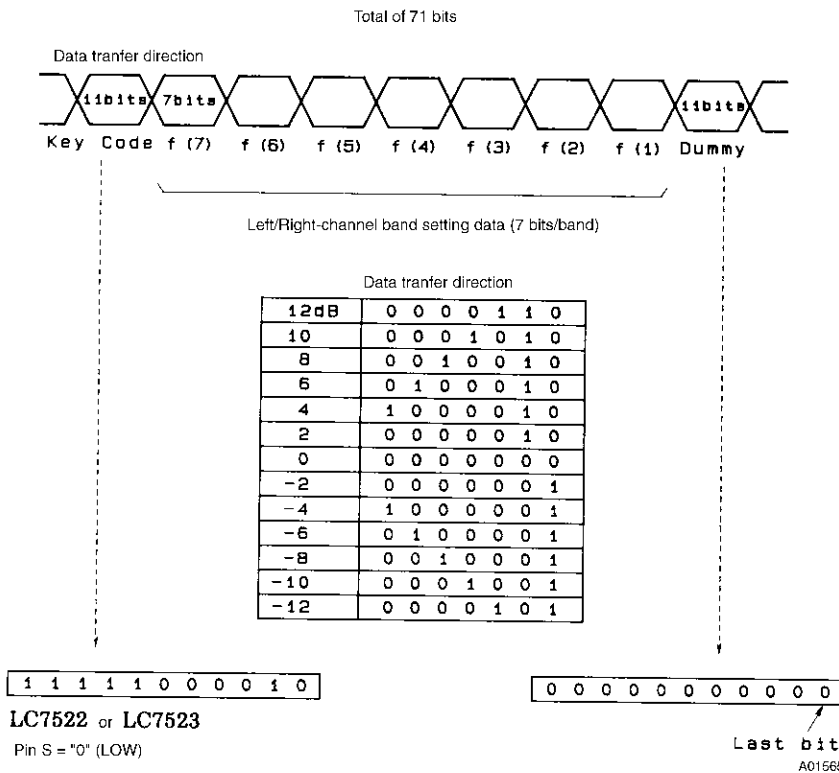 Total of 71 bits
Data tranfer direction
11bits 7bits 11bits
Key Code f (7) f (6) f (5) f (4) f (3) f (2) f (1) Dummy
Left/Right-channel band setting data (7 bits/band)
Data tranfer direction
12dB 0 0 0 0 1 1 0
10 0 0 0 1 0 1 0
8 0 0 1 0 0 1 0
6 0 1 0 0 0 1 0
4 1 0 0 0 0 1 0
2 0 0 0 0 0 1 0
0 0 0 0 0 0 0 0
-2 0 0 0 0 0 0 1
-4 1 0 0 0 0 0 1
-6 0 1 0 0 0 0 1
-8 0 0 1 0 0 0 1
-10 0 0 0 1 0 0 1
-12 0 0 0 0 1 0 1
1 1 1 1 1 0 0 0 0 1 0
0 0 0 0 0 0 0 0 0 0 0
LC7522 or LC7523
Pin S = "0" (LOW)
Last bit
A01565